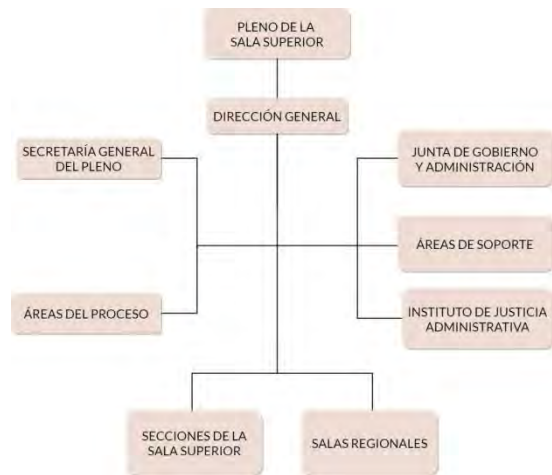 PLENO DE LA
SALA SUPERIOR
DIRECCIÓN GENERAL
SECRETARÍA GENERAL
DEL PLENO
JUNTA DE GOBIERNO
Y ADMINISTRACIÓN
ÁREAS DE SOPORTE
ÁREAS DEL PROCESO
INSTITUTO DE JUSTICIA
ADMINISTRATIVA
SECCIONES DE LA
SALA SUPERIOR
SALAS REGIONALES